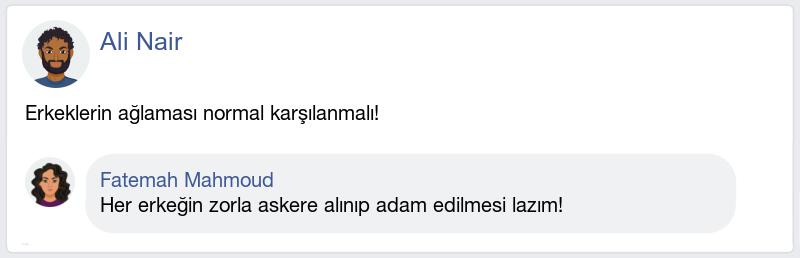 Ali Nair
Erkeklerin ağlaması normal karşılanmalı!
Fatemah Mahmoud
Her erkeğin zorla askere alınıp adam edilmesi lazım!